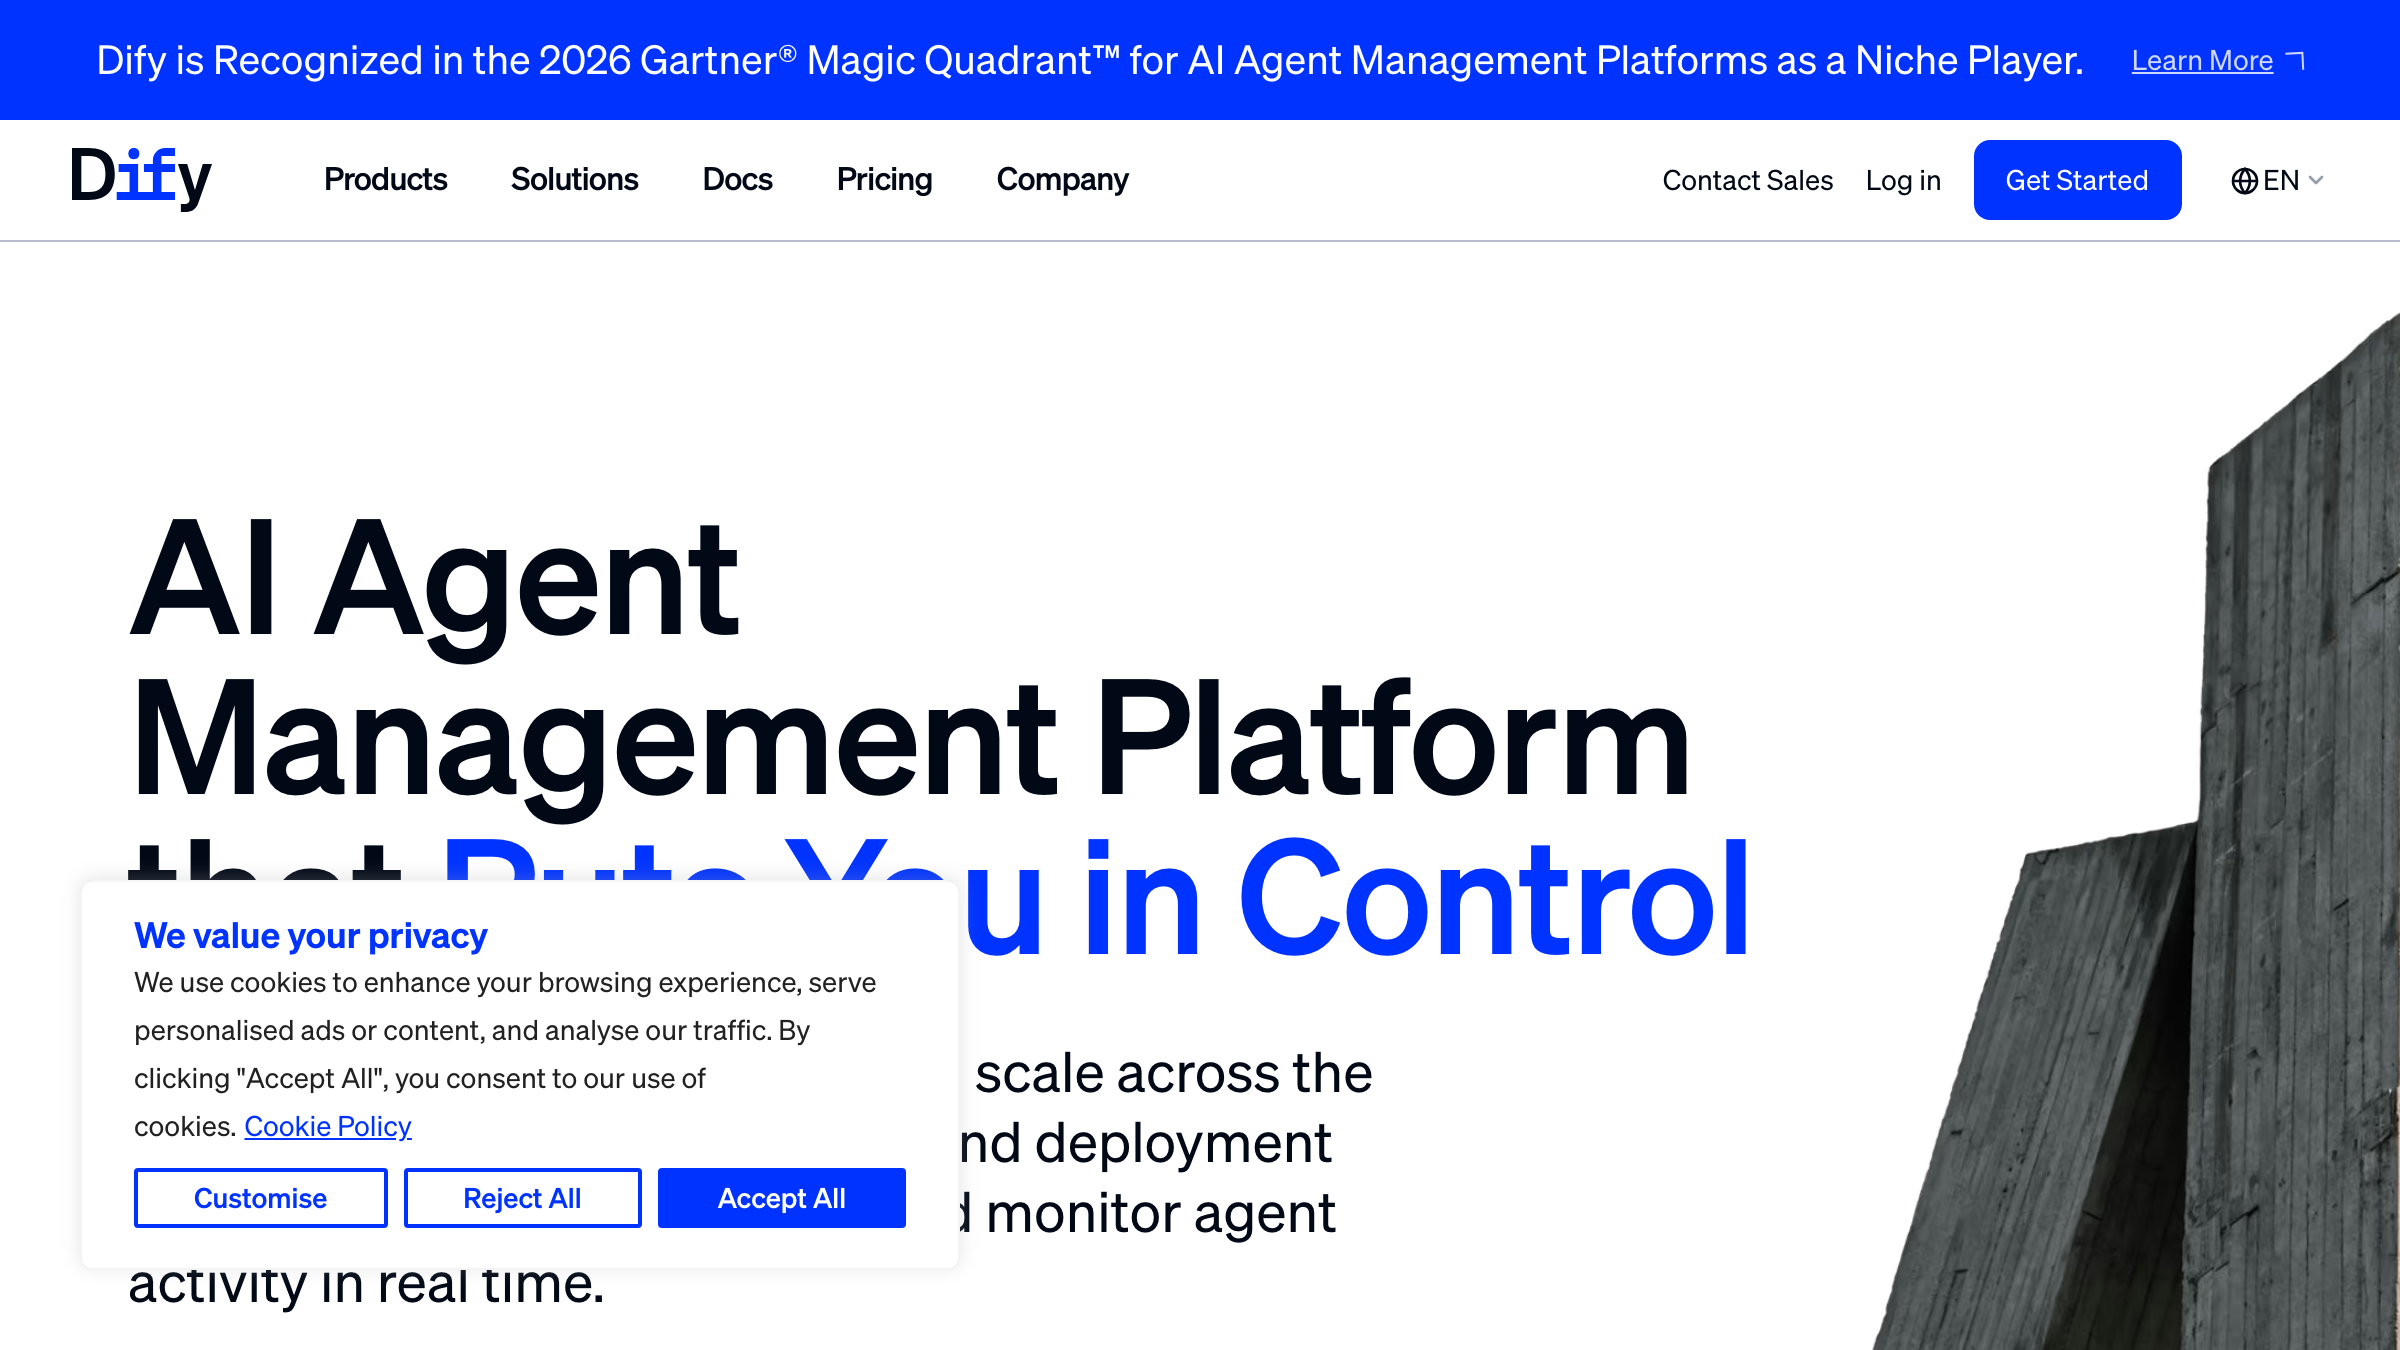 Dify is Recognized in the 2026 Gartner® Magic Quadrant™ for AI Agent Management Platforms as a Niche Player. Learn More
Dify Products Solutions Docs Pricing Company Contact Sales Log in Get Started EN
AI Agent
Management Platform
that Puts You in Control
We value your privacy
We use cookies to enhance your browsing experience, serve
personalised ads or content, and analyse our traffic. By
clicking "Accept All", you consent to our use of
cookies. Cookie Policy
Customise Reject All Accept All
scale across the
deployment
monitor agent
activity in real time.